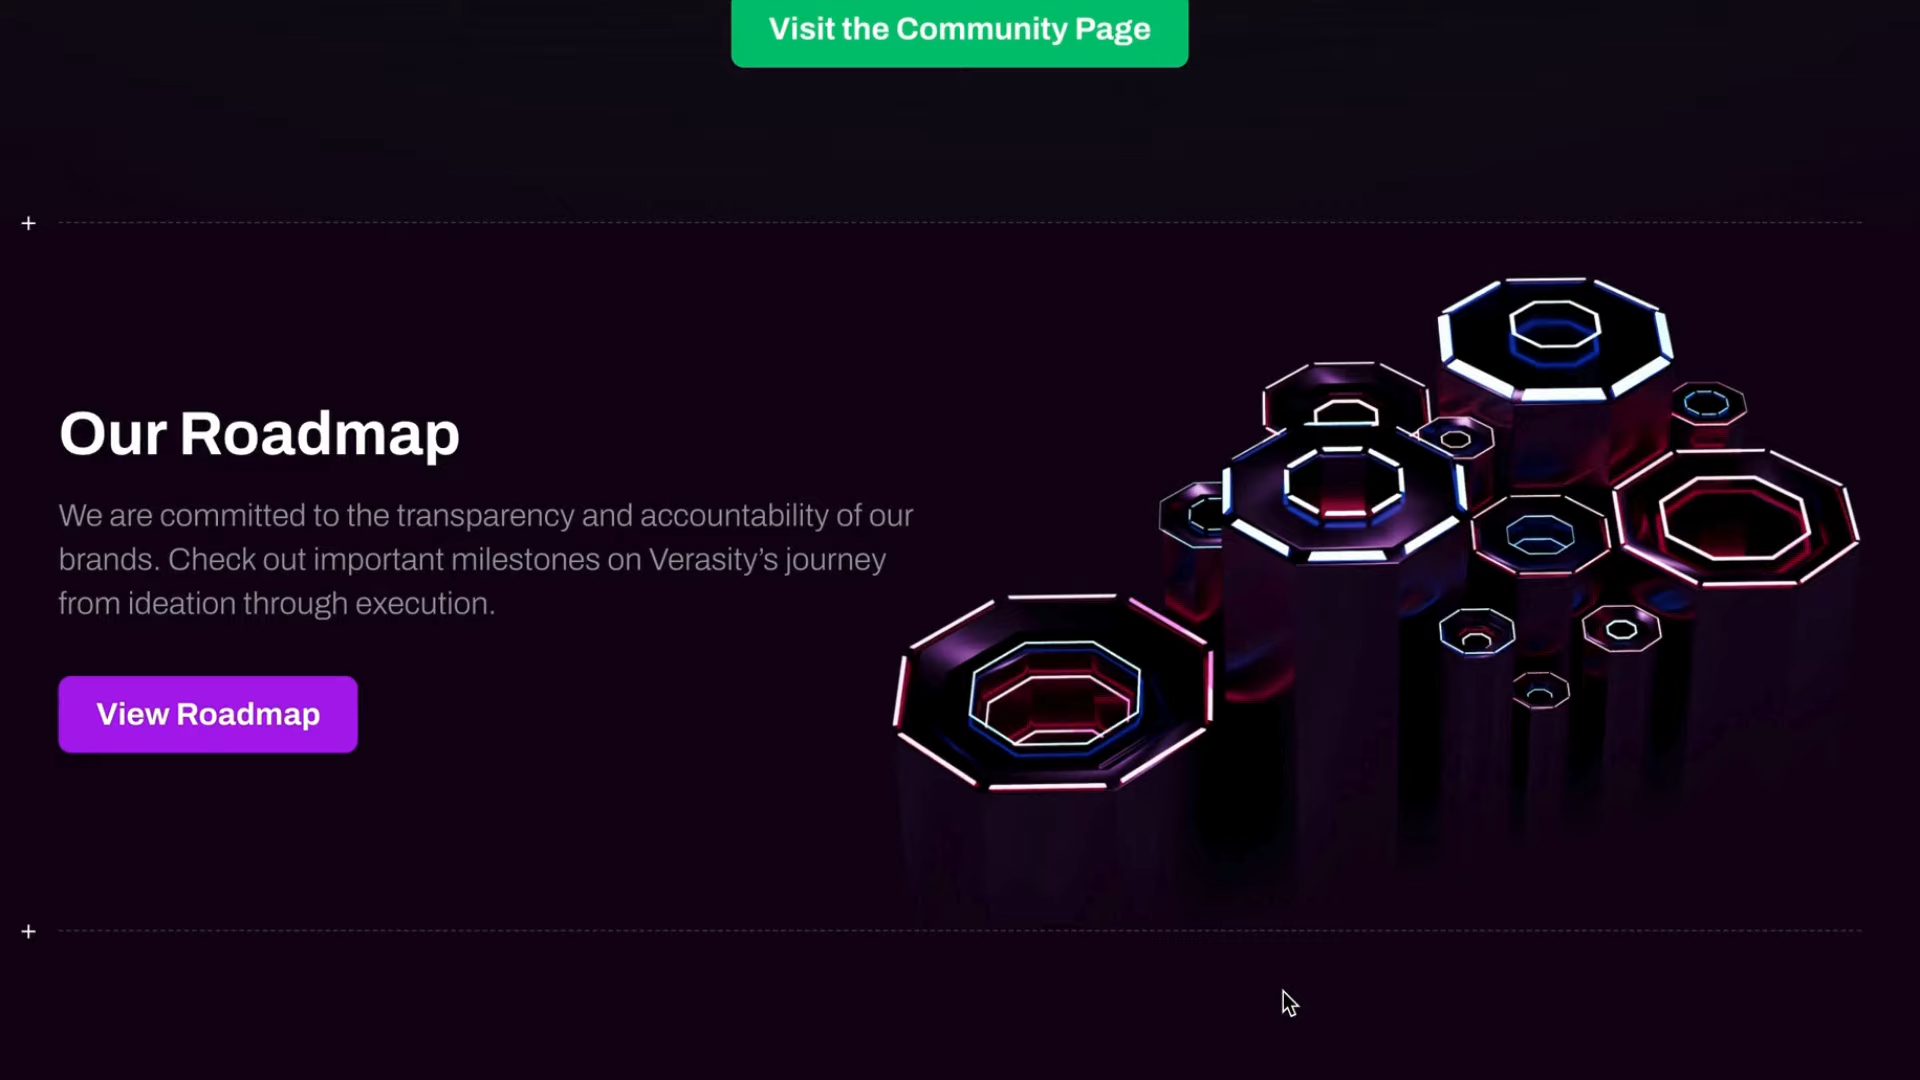 Visit the Community Page
Our Roadmap
We are committed to the transparency and accountability of our
brands. Check out important milestones on Verasity’s journey
from ideation through execution.
View Roadmap